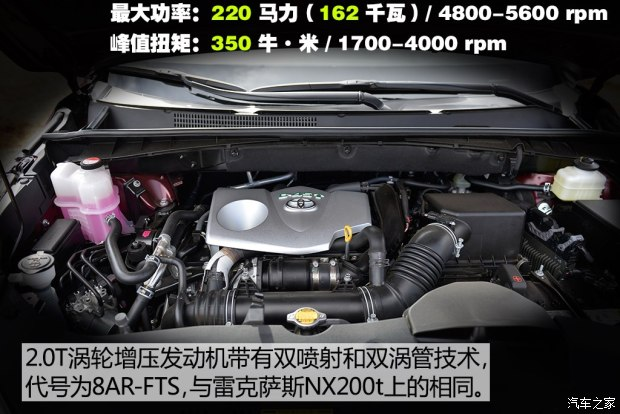 最大功率：220 马力（162 千瓦）/ 4800-5600 rpm
峰值扭矩：350 牛·米 / 1700-4000 rpm
2.0T涡轮增压发动机带有双喷射和双涡管技术，
代号为8AR-FTS，与雷克萨斯NX200t上的相同。
汽车之家